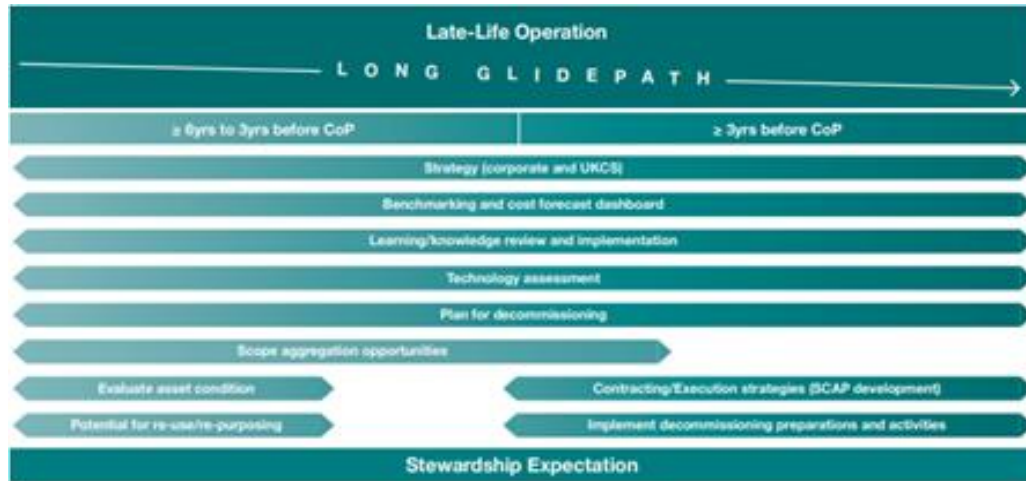 Late-Life Operation
LONG GLIDEPATH
≥ 6yrs to 3yrs before CoP
≥ 3yrs before CoP
Strategy (corporate and UKCS)
Benchmarking and cost forecast dashboard
Learning/knowledge review and implementation
Technology assessment
Plan for decommissioning
Scope aggregation opportunities
Evaluate asset condition
Contracting/Execution strategies (SCAP development)
Potential for re-use/re-purposing
Implement decommissioning preparations and activities
Stewardship Expectation